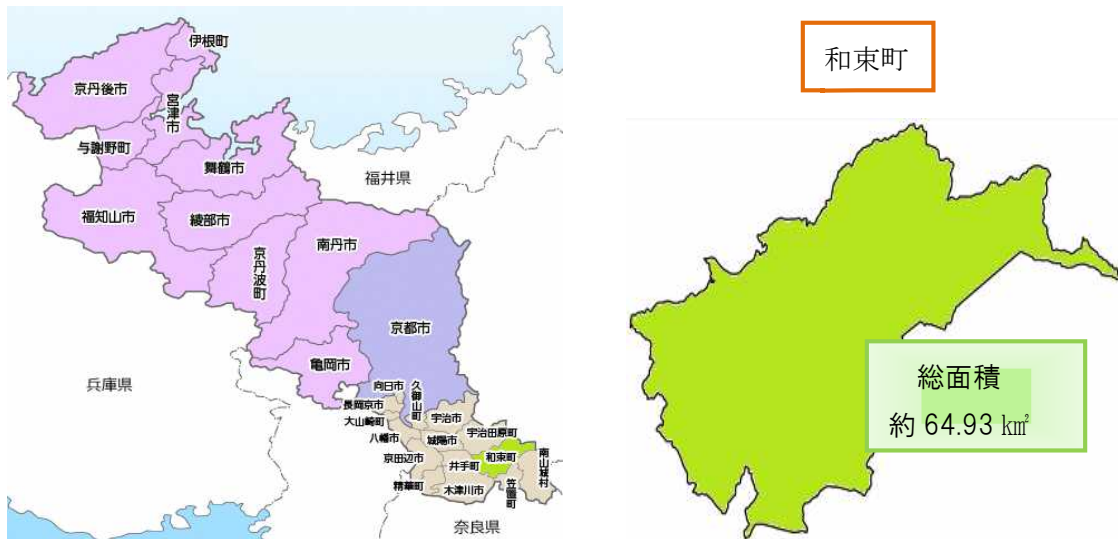 伊根町
京丹後市
宮津市
与謝野町
舞鶴市
福井県
福知山市
綾部市
南丹市
京丹波町
京都市
亀岡市
兵庫県
向日市
久御山町
長岡京市
大山崎町
宇治市
八幡市
城陽市
宇治田原町
京田辺市
井手町
和束町
南山城村
精華町
木津川市
笠置町
奈良県
和束町
総面積
約 64.93 ㎢